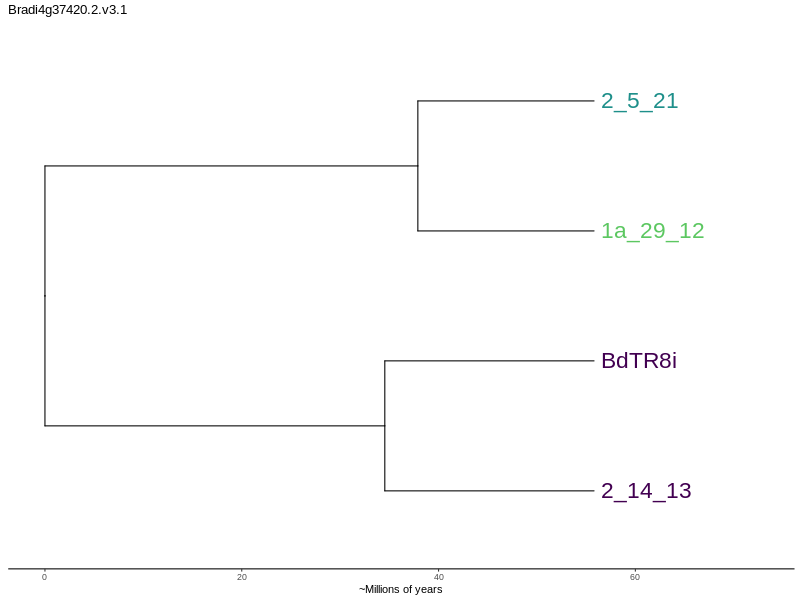 Bradi4g37420.2.v3.1
2_5_21
1a_29_12
BdTR8i
2_14_13
0 20 40 60
~Millions of years